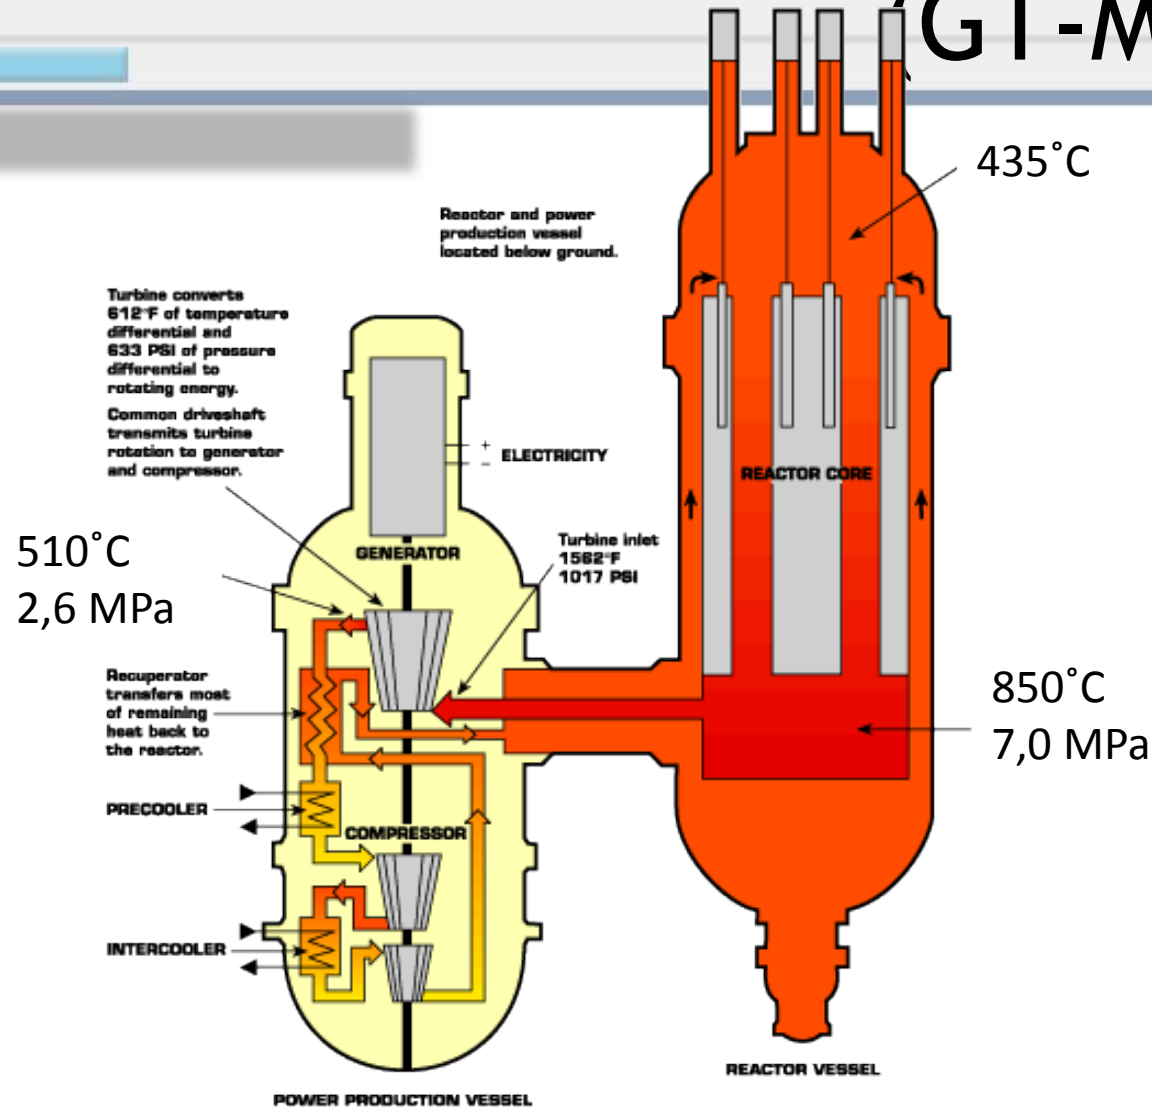 (GT-M
435˚C
Reactor and power
production vessel
located below ground.
Turbine converts
612°F of temperature
differential and
633 PSI of pressure
differential to
rotating energy.
Common driveshaft
transmits turbine
rotation to generator
and compressor.
+
−
ELECTRICITY
REACTOR CORE
510˚C
2,6 MPa
GENERATOR
Turbine inlet
1562°F
1017 PSI
Recuperator
transfers most
of remaining
heat back to
the reactor.
850˚C
7,0 MPa
PRECOOLER
COMPRESSOR
INTERCOOLER
REACTOR VESSEL
POWER PRODUCTION VESSEL